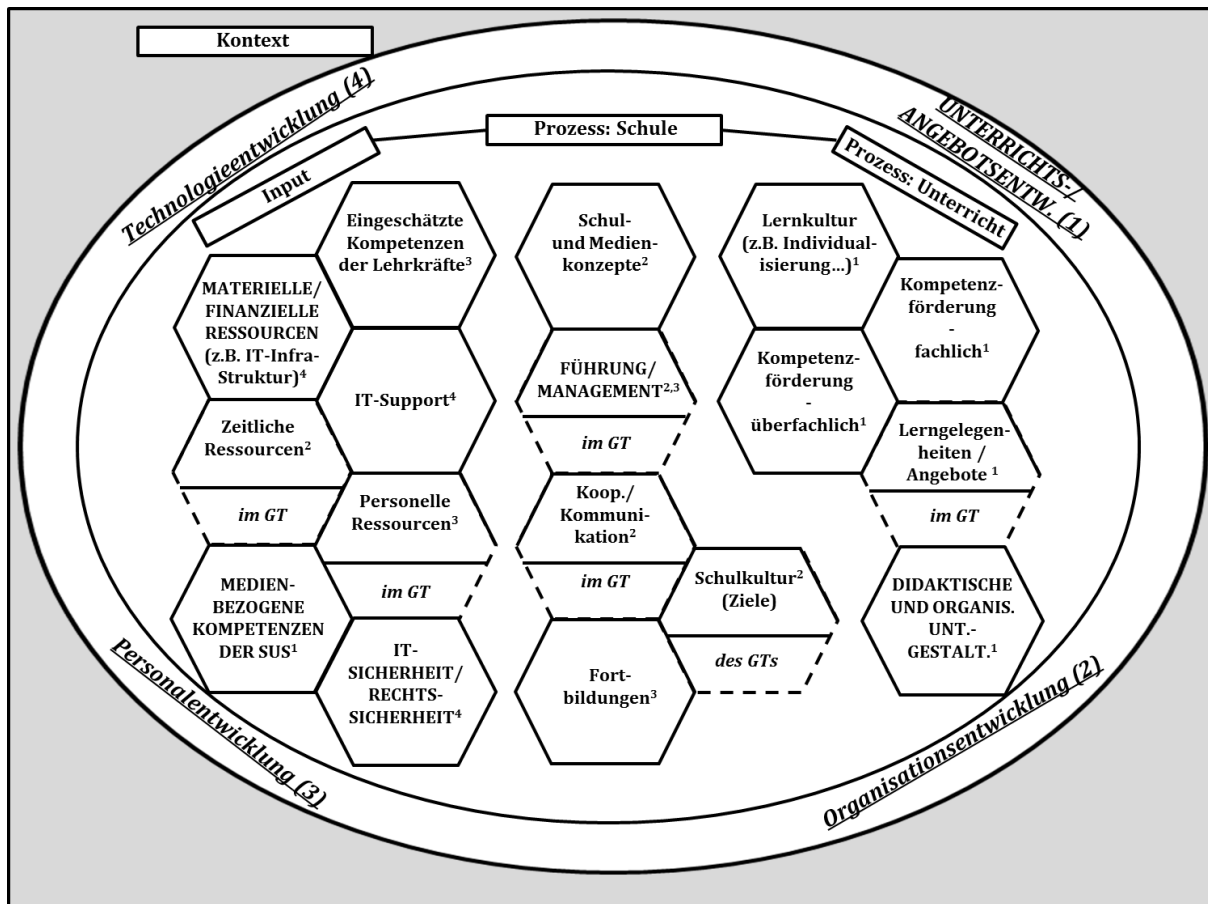 Kontext
Technologieentwicklung (4)
UNTERRICHTS-/
ANGEBOTSENTW. (1)
Input
Prozess: Schule
Prozess: Unterricht
Eingeschätzte
Kompetenzen
der Lehrkräfte³
MATERIELLE/
FINANZIELLE
RESSOURCEN
(z.B. IT-Infra-
Struktur)⁴
IT-Support⁴
Zeitliche
Ressourcen²
im GT
Personelle
Ressourcen³
im GT
MEDIEN-
BEZOGENE
KOMPETENZEN
DER SUS¹
IT-
SICHERHEIT/
RECHTS-
SICHERHEIT⁴
Schul-
und Medien-
konzepte²
FÜHRUNG/
MANAGEMENT²,³
im GT
Koop./
Kommuni-
kation²
im GT
Schulkultur²
(Ziele)
des GTs
Fort-
bildungen³
Lernkultur
(z.B. Individual-
isierung...)¹
Kompetenz-
förderung
-
fachlich¹
Kompetenz-
förderung
-
überfachlich¹
Lerngelegen-
heiten /
Angebote ¹
im GT
DIDAKTISCHE
UND ORGANIS.
UNT.-
GESTALT.¹
Personalentwicklung (3)
Organisationsentwicklung (2)